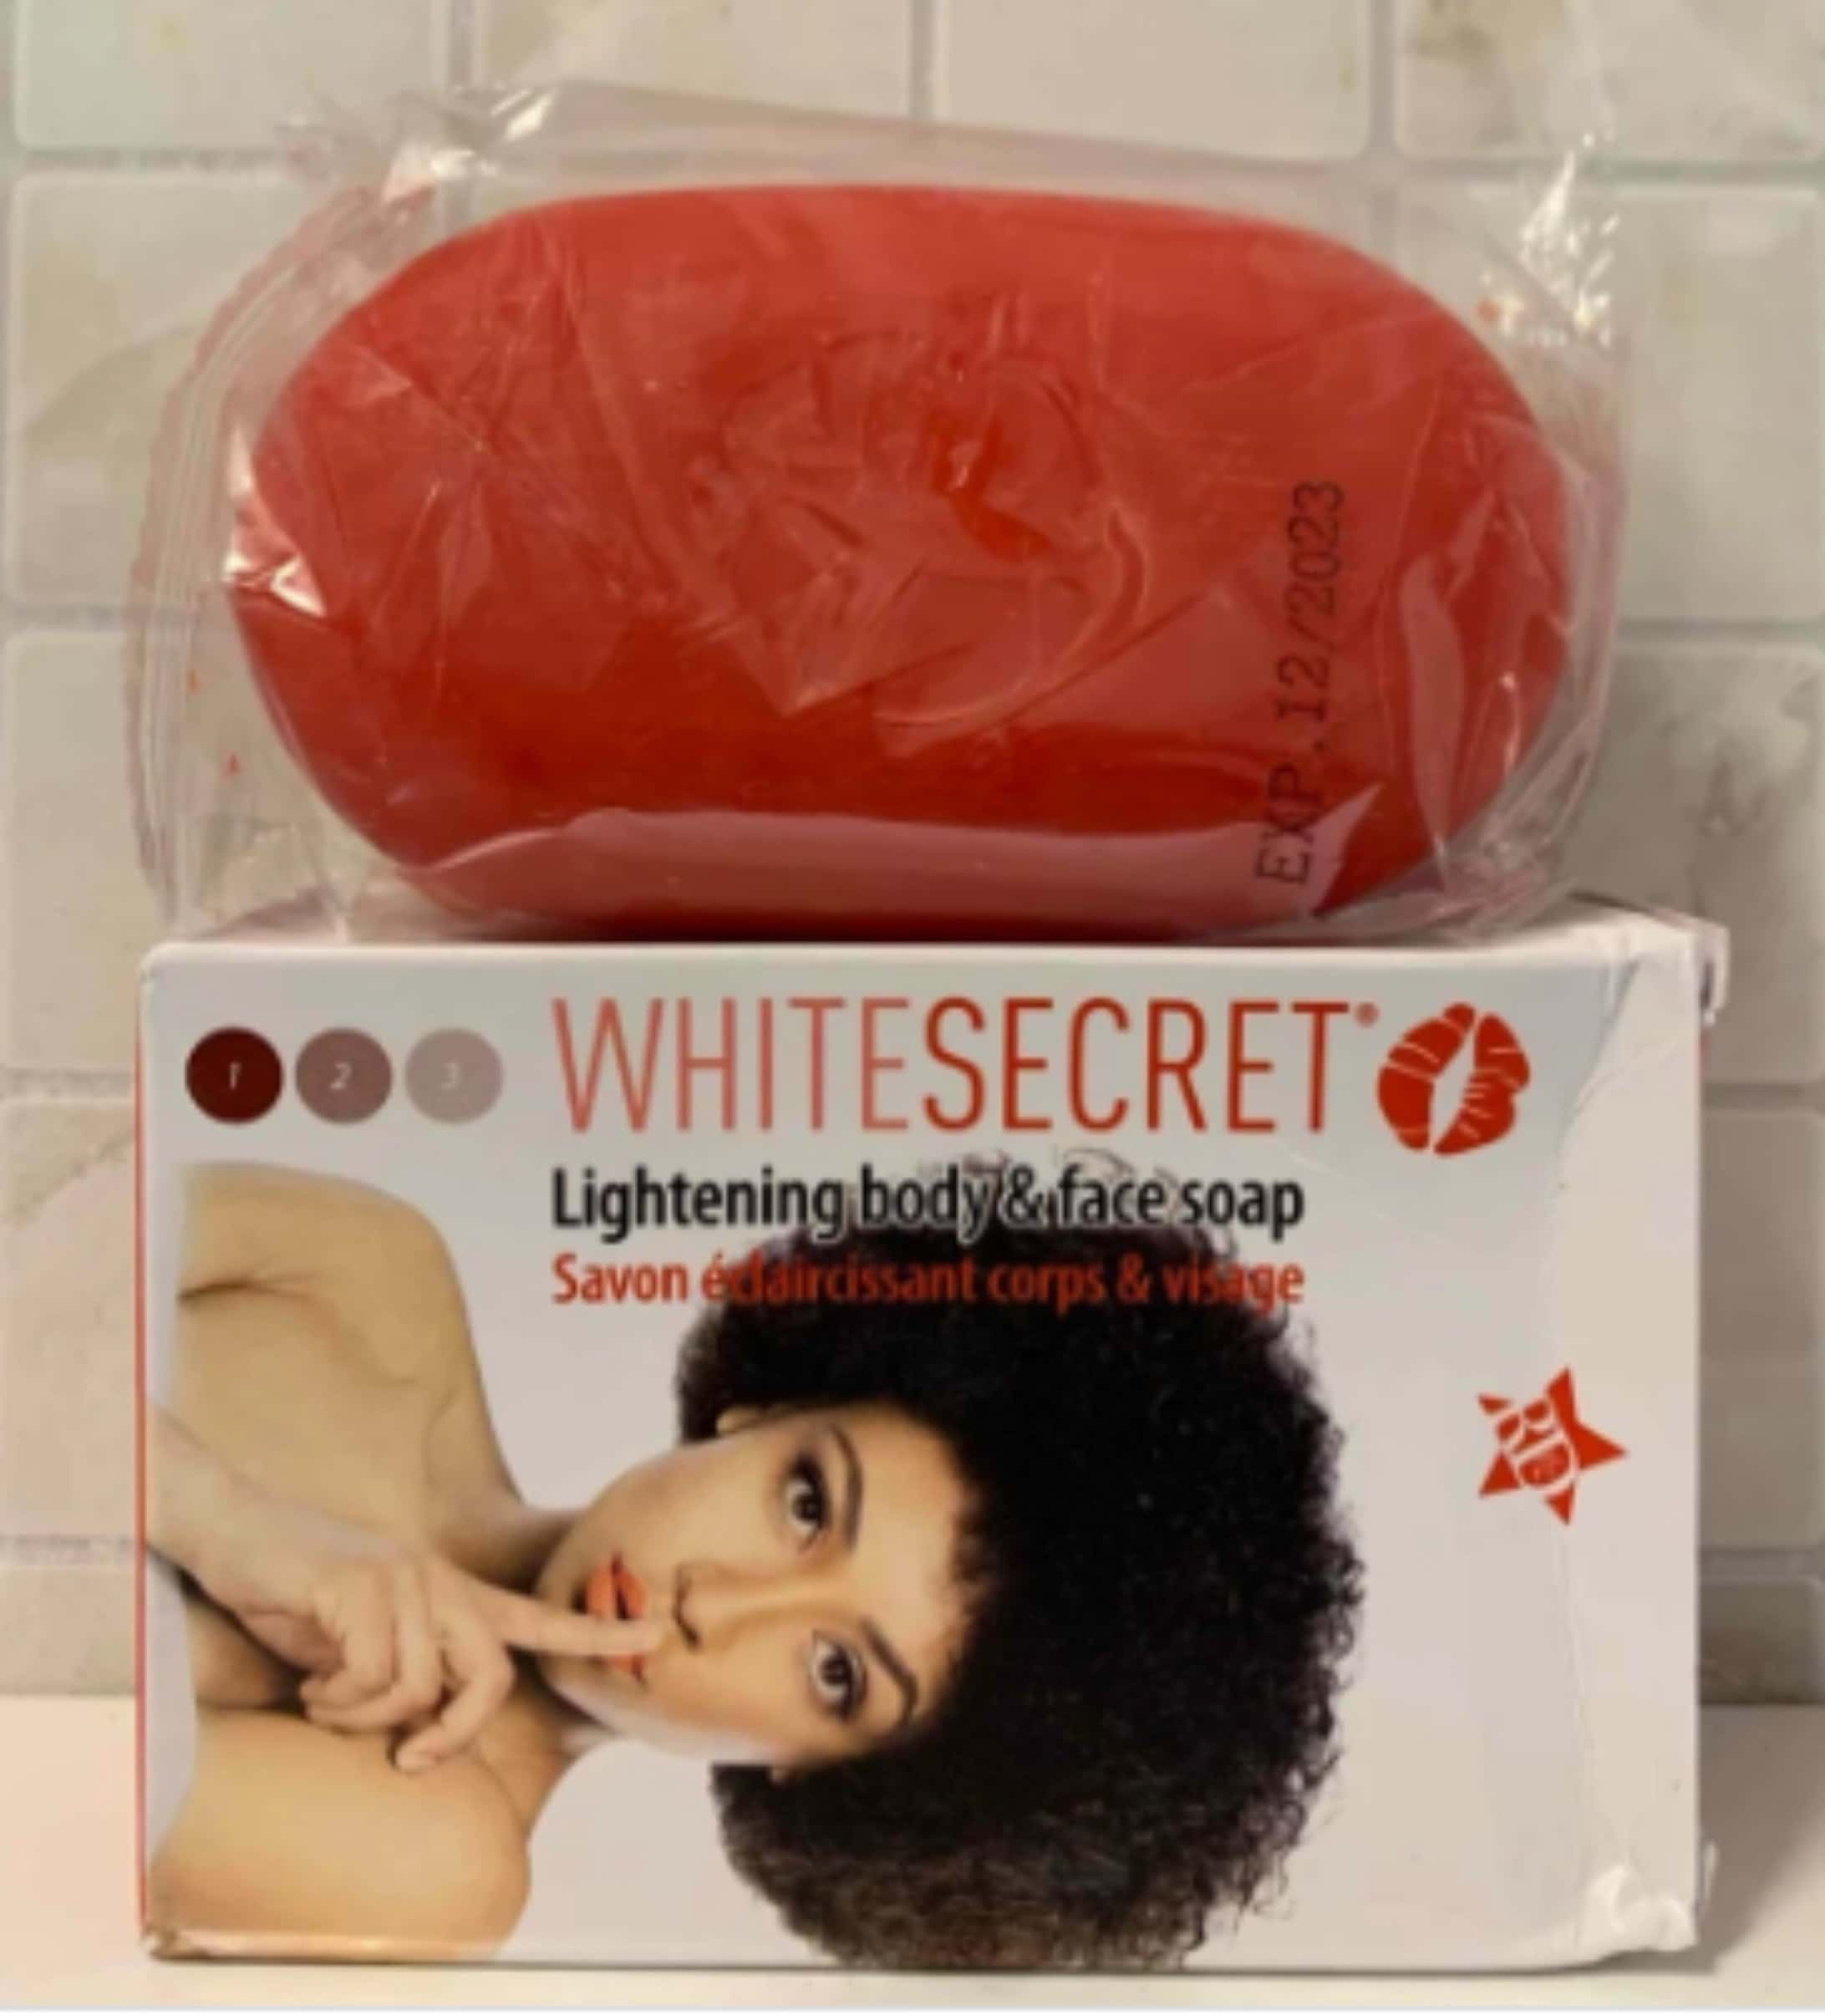 EXP.12/2023
1 2 3
WHITESECRET®
Lightening body & face soap
Savon éclaircissant corps & visage
RD